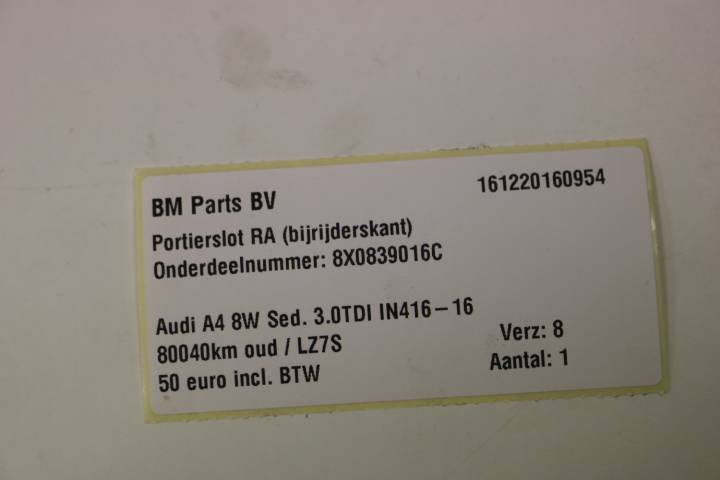 BM Parts BV
161220160954
Portierslot RA (bijrijderskant)
Onderdeelnummer: 8X0839016C
Audi A4 8W Sed. 3.0TDI IN416–16
80040km oud / LZ7S
Verz: 8
50 euro incl. BTW
Aantal: 1